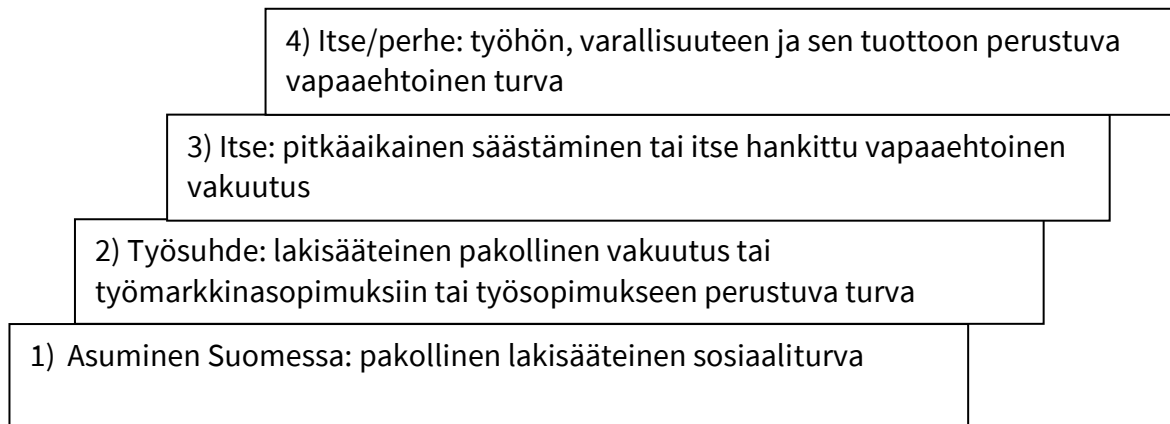 4) Itse/perhe: työhön, varallisuuteen ja sen tuottoon perustuva
vapaaehtoinen turva
3) Itse: pitkäaikainen säästäminen tai itse hankittu vapaaehtoinen
vakuutus
2) Työsuhde: lakisääteinen pakollinen vakuutus tai
työmarkkinasopimuksiin tai työsopimukseen perustuva turva
1) Asuminen Suomessa: pakollinen lakisääteinen sosiaaliturva